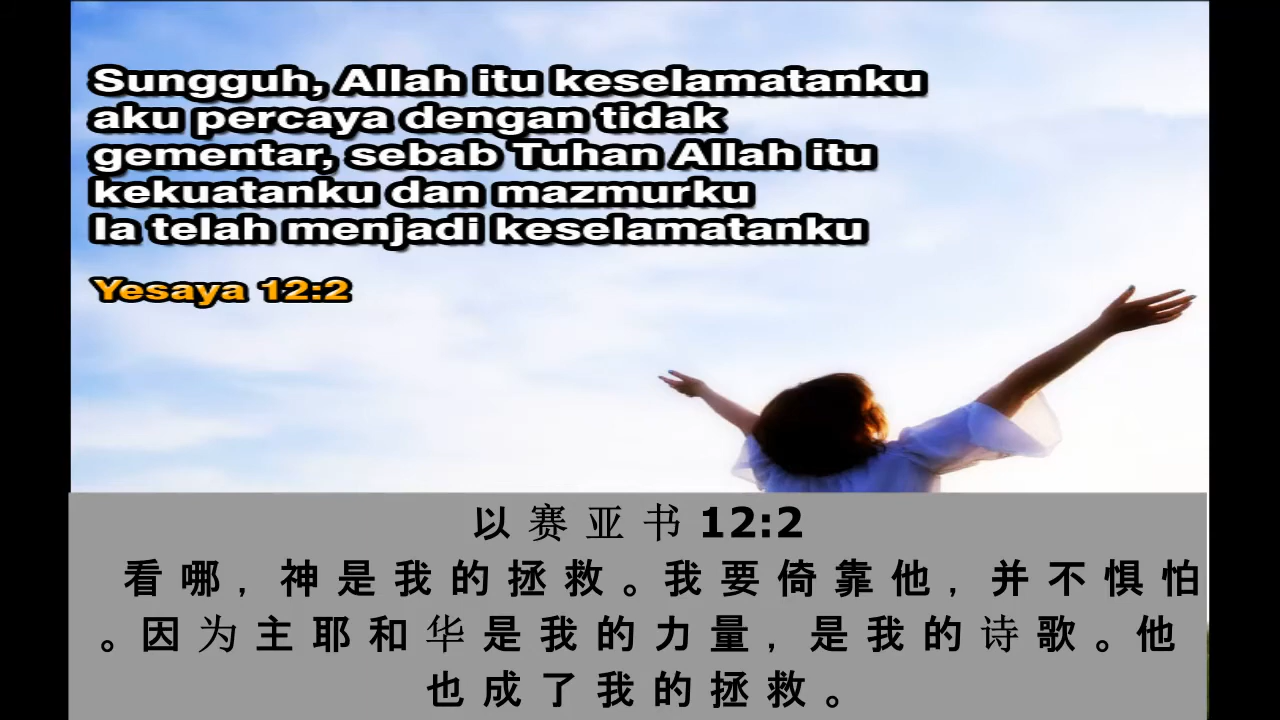 Sungguh, Allah itu keselamatanku
aku percaya dengan tidak
gementar, sebab Tuhan Allah itu
kekuatanku dan mazmurku
Ia telah menjadi keselamatanku
Yesaya 12:2
以赛亚书 12:2
看哪，神是我的拯救。我要倚靠他，并不惧怕
。因为主耶和华是我的力量，是我的诗歌。他
也成了我的拯救。